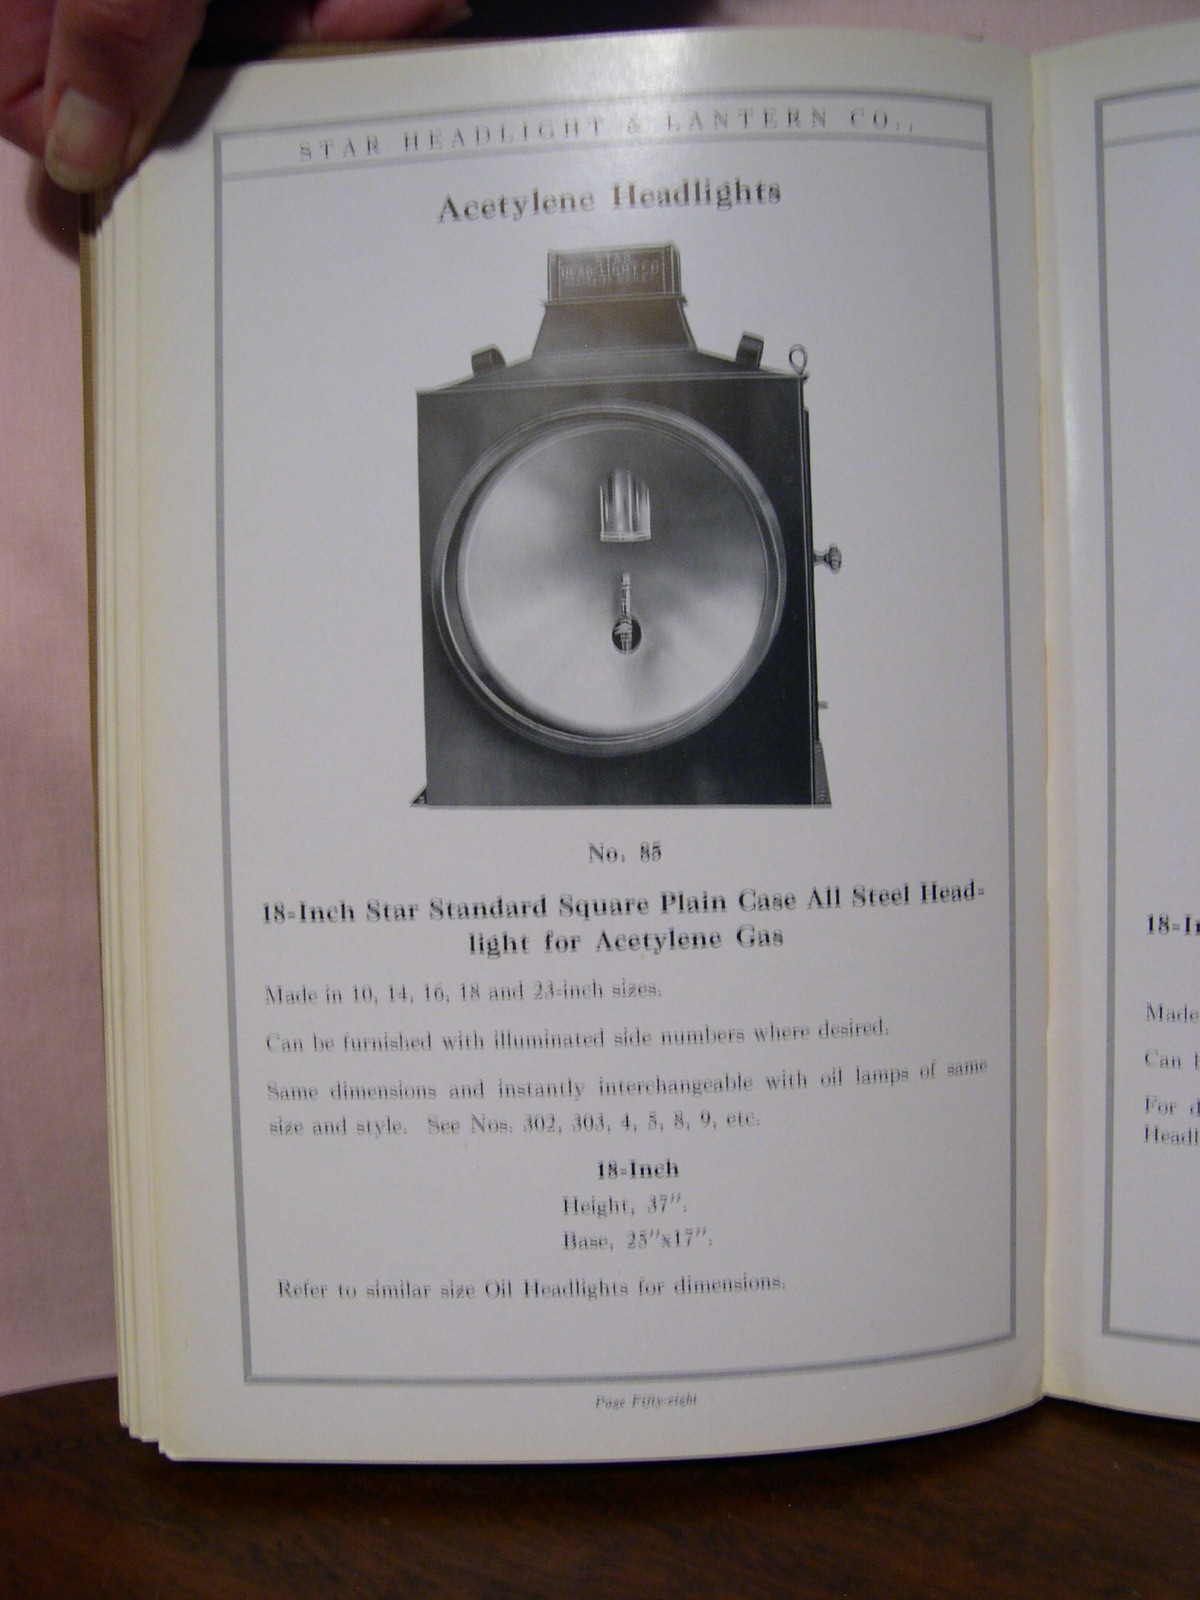 STAR HEADLIGHT & LANTERN CO.,
Acetylene Headlights
STAR
HEAD LIGHT CO
No. 85
18-Inch Star Standard Square Plain Case All Steel Head-
light for Acetylene Gas
Made in 10, 14, 16, 18 and 23-inch sizes.
Can be furnished with illuminated side numbers where desired.
Same dimensions and instantly interchangeable with oil lamps of same
size and style. See Nos. 302, 303, 4, 5, 8, 9, etc.
18-Inch
Height, 37".
Base, 25"x17".
Refer to similar size Oil Headlights for dimensions.
Page Fifty-eight
18-I
Made
Can
For d
Headl